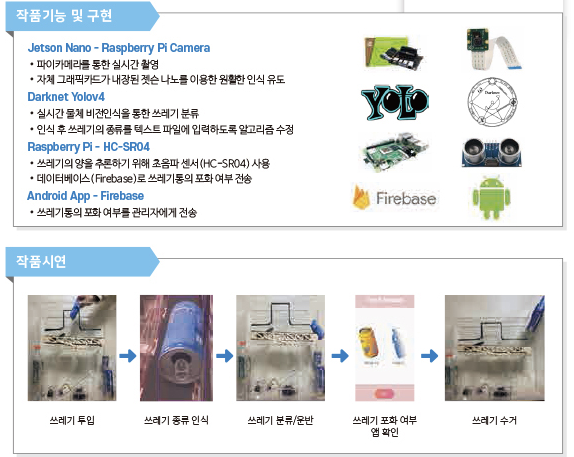 작품기능 및 구현
Jetson Nano - Raspberry Pi Camera
• 파이카메라를 통한 실시간 촬영
• 자체 그래픽카드가 내장된 젯슨 나노를 이용한 원활한 인식 유도
Darknet Yolov4
• 실시간 물체 비전인식을 통한 쓰레기 분류
• 인식 후 쓰레기의 종류를 텍스트 파일에 입력하도록 알고리즘 수정
Raspberry Pi - HC-SR04
• 쓰레기의 양을 추론하기 위해 초음파 센서(HC-SR04) 사용
• 데이터베이스(Firebase)로 쓰레기통의 포화 여부 전송
Android App - Firebase
• 쓰레기통의 포화 여부를 관리자에게 전송
YOLO
Darknet
Firebase
작품시연
쓰레기 투입
쓰레기 종류 인식
쓰레기 분류/운반
쓰레기 포화 여부
앱 확인
쓰레기 수거